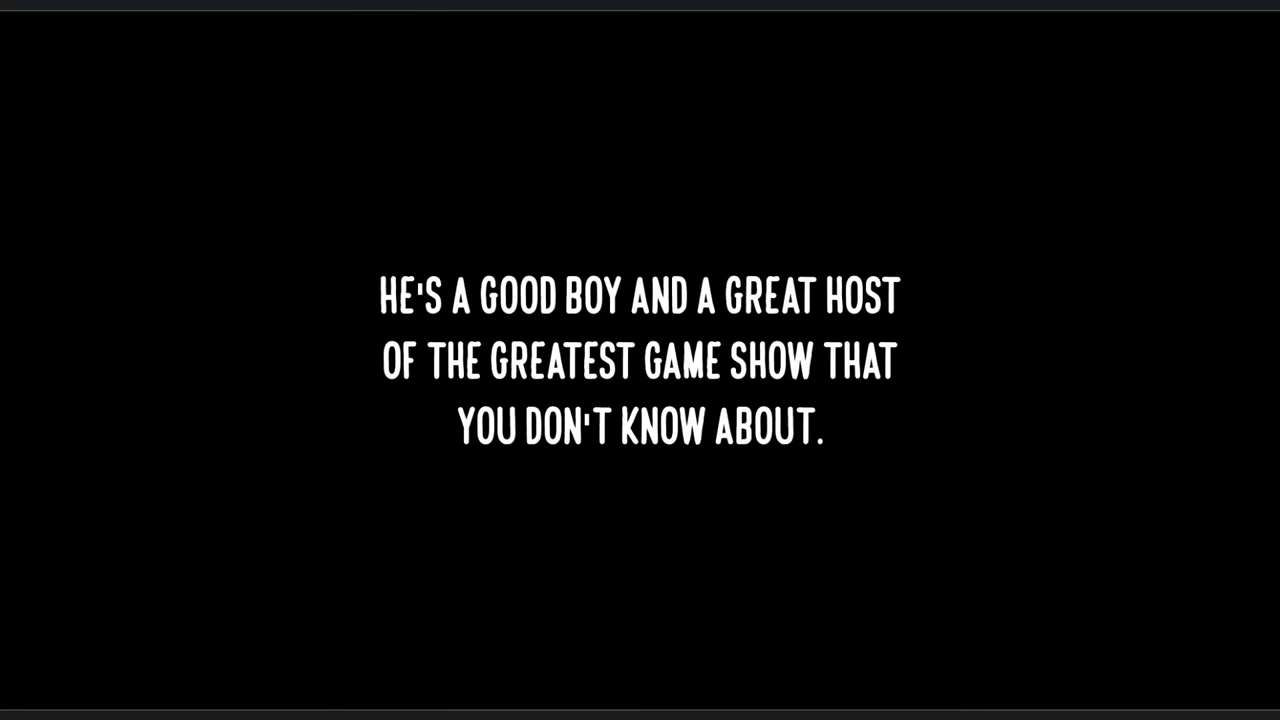 HE'S A GOOD BOY AND A GREAT HOST
OF THE GREATEST GAME SHOW THAT
YOU DON'T KNOW ABOUT.